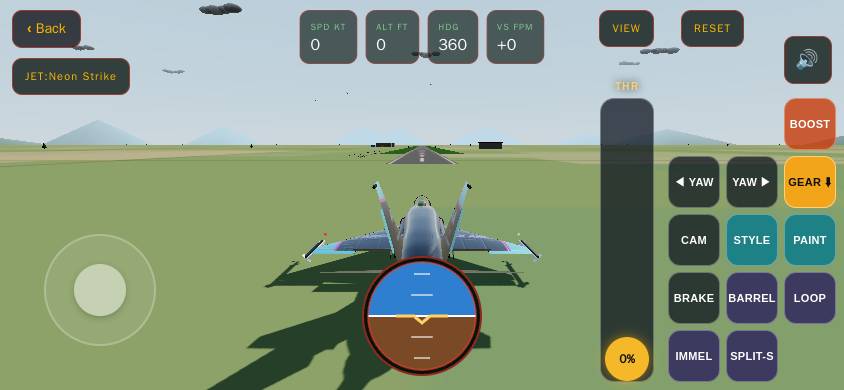 ‹ Back
JET:Neon Strike
SPD KT
0
ALT FT
0
HDG
360
VS FPM
+0
VIEW
RESET
THR
0%
BOOST
◀ YAW
YAW ▶
GEAR ⬇
CAM
STYLE
PAINT
BRAKE
BARREL
LOOP
IMMEL
SPLIT-S